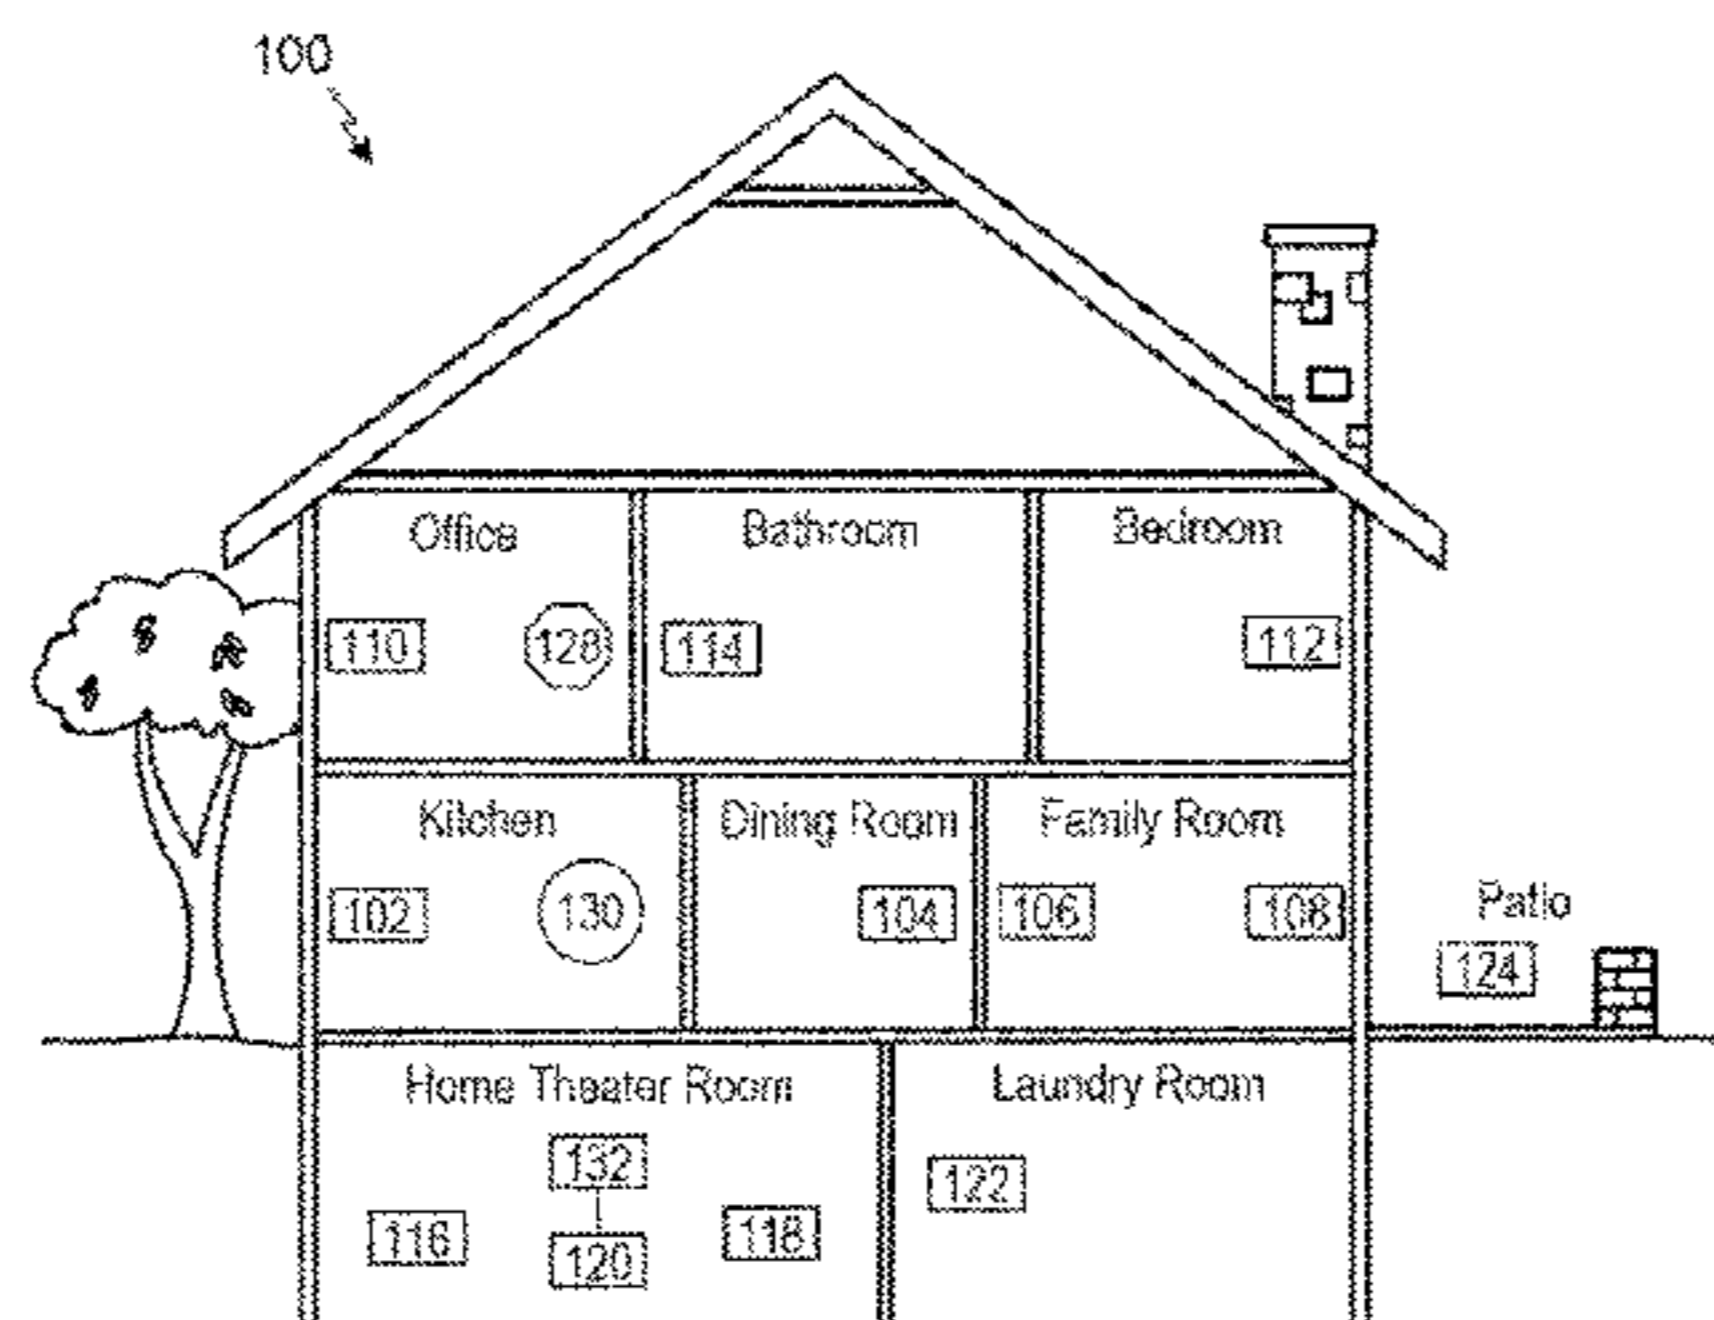 100
Office Bathroom Bedroom
110 128 114 112
Kitchen Dining Room Family Room
102 130 104 106 108
Patio
124
Home Theater Room Laundry Room
132
122
116 120 118